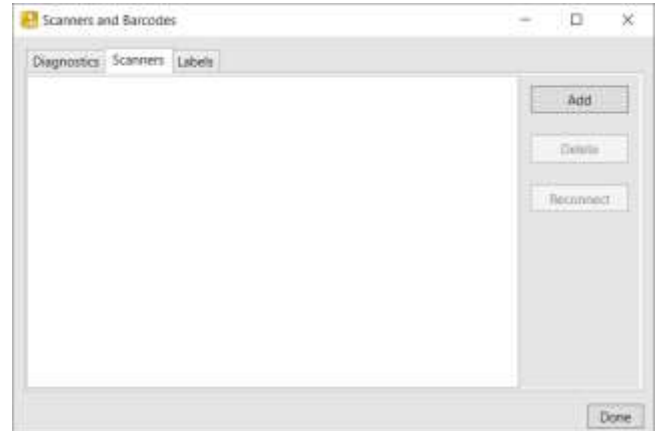 Scanners and Barcodes
Diagnostics Scanners Labels
Add
Delete
Reconnect
Done